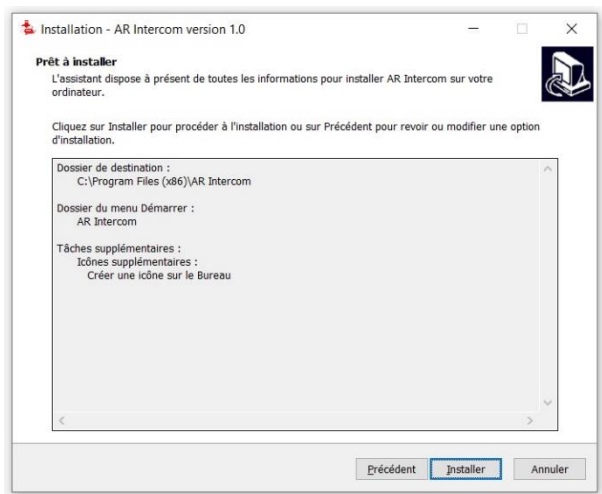 Installation - AR Intercom version 1.0
Prêt à installer
L'assistant dispose à présent de toutes les informations pour installer AR Intercom sur votre
ordinateur.
Cliquez sur Installer pour procéder à l'installation ou sur Précédent pour revoir ou modifier une option
d'installation.
Dossier de destination :
C:\Program Files (x86)\AR Intercom
Dossier du menu Démarrer :
AR Intercom
Tâches supplémentaires :
Icônes supplémentaires :
Créer une icône sur le Bureau
Précédent Installer Annuler